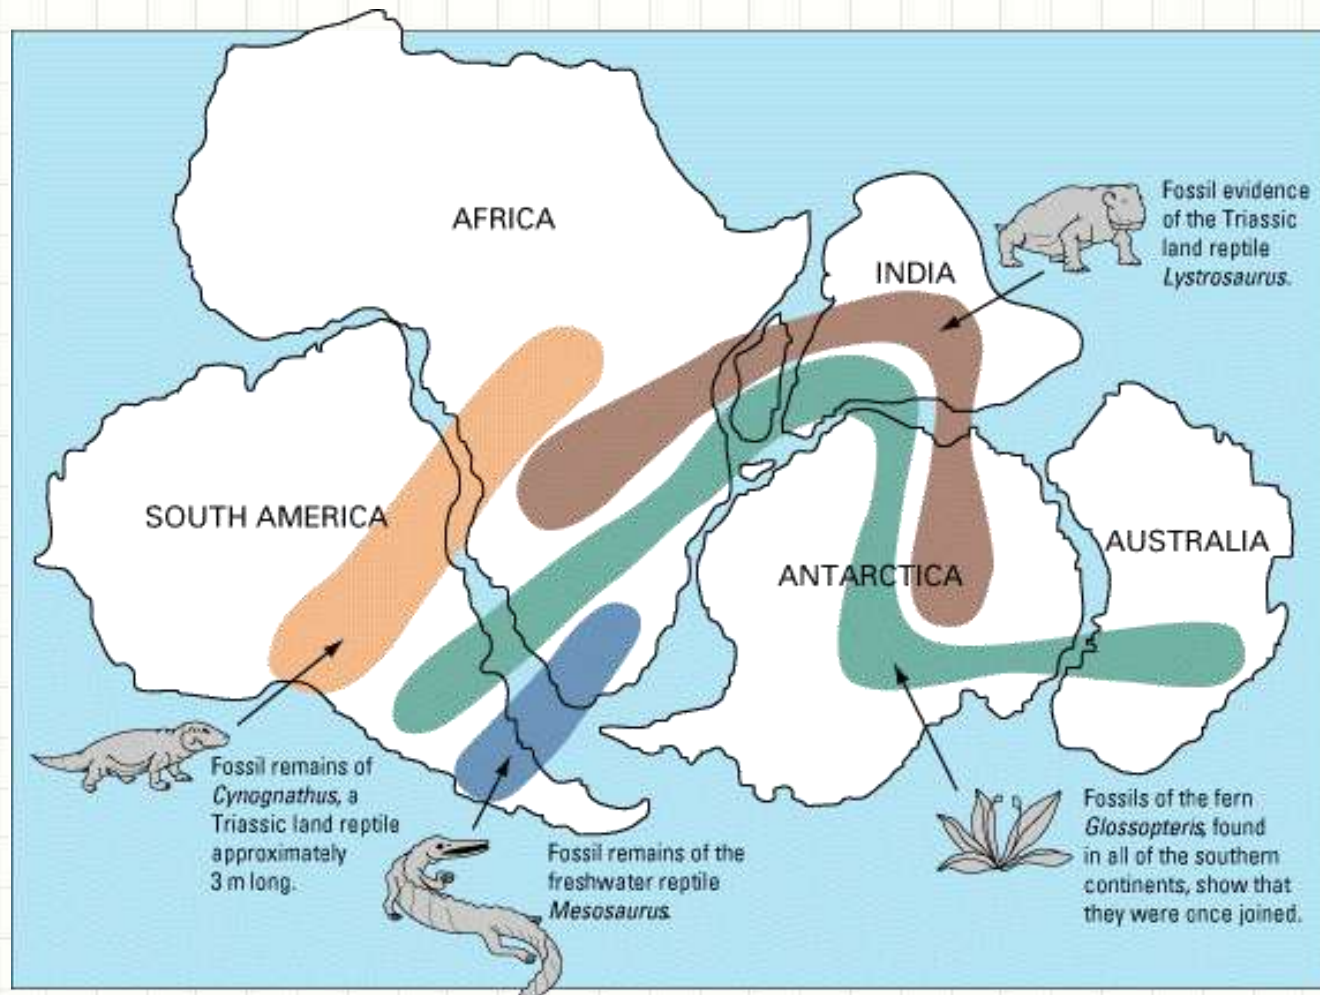 AFRICA
INDIA
SOUTH AMERICA
ANTARCTICA
AUSTRALIA
Fossil evidence
of the Triassic
land reptile
Lystrosaurus.
Fossil remains of
Cynognathus, a
Triassic land reptile
approximately
3 m long.
Fossil remains of the
freshwater reptile
Mesosaurus.
Fossils of the fern
Glossopteris, found
in all of the southern
continents, show that
they were once joined.